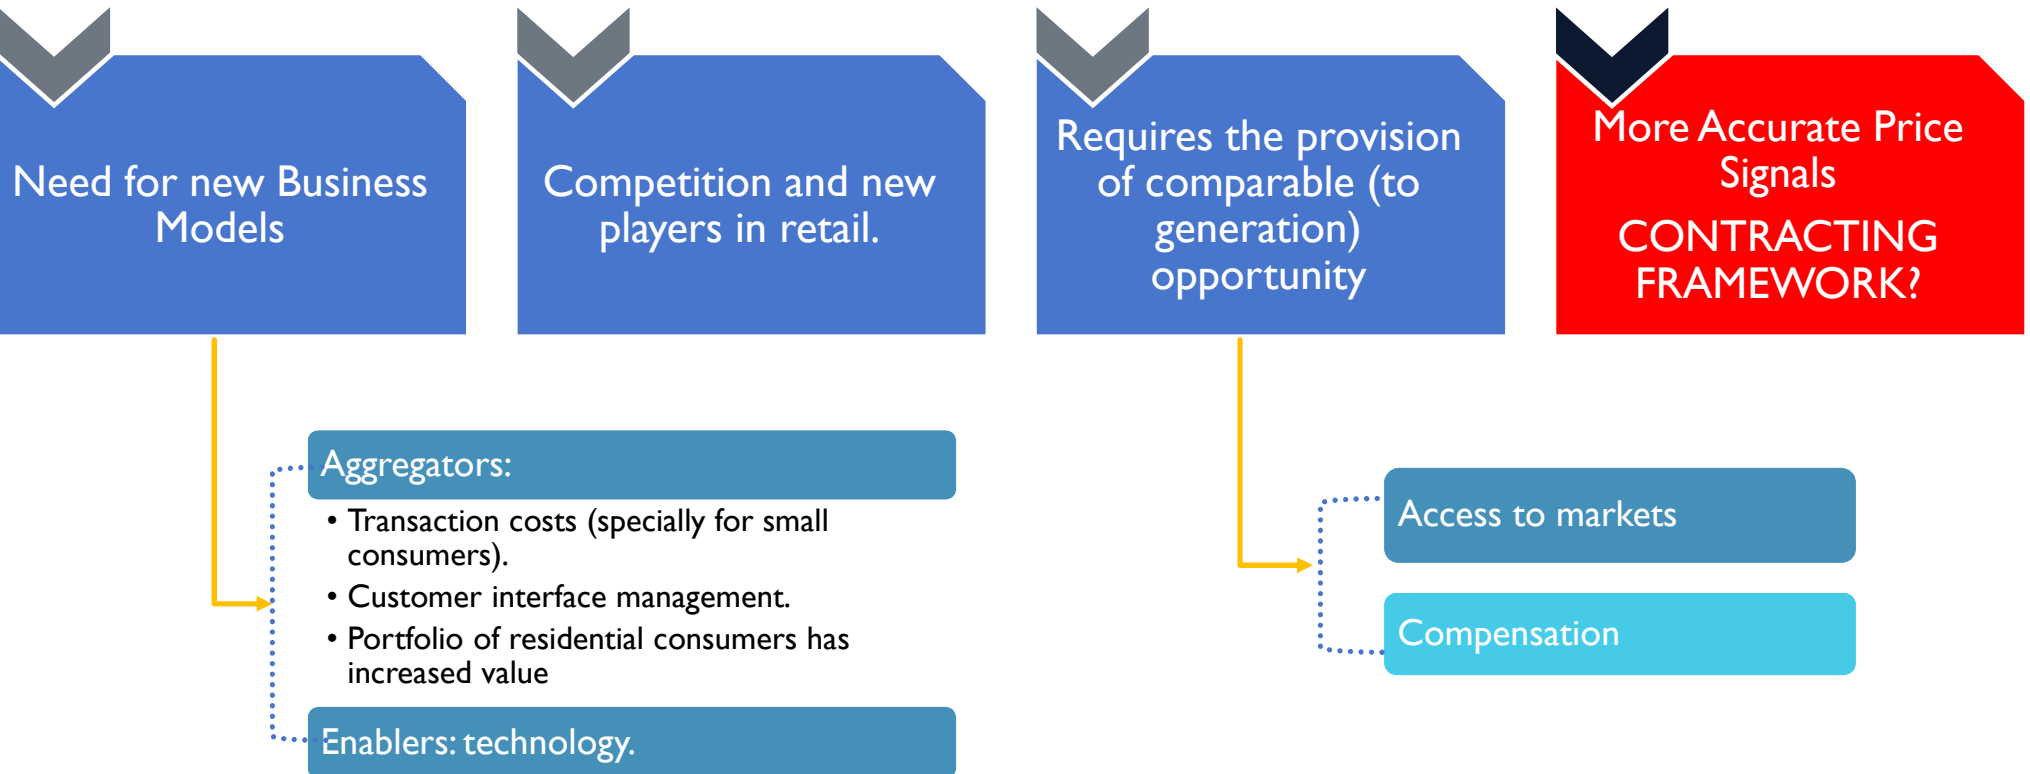 Need for new Business
Models
Competition and new
players in retail.
Requires the provision
of comparable (to
generation)
opportunity
More Accurate Price
Signals
CONTRACTING
FRAMEWORK?
Aggregators:
• Transaction costs (specially for small
consumers).
• Customer interface management.
• Portfolio of residential consumers has
increased value
Enablers: technology.
Access to markets
Compensation